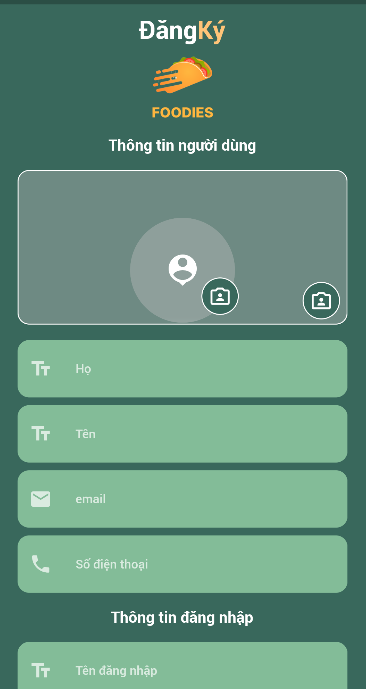 ĐăngKý
FOODIES
Thông tin người dùng
Họ
Tên
email
Số điện thoại
Thông tin đăng nhập
Tên đăng nhập